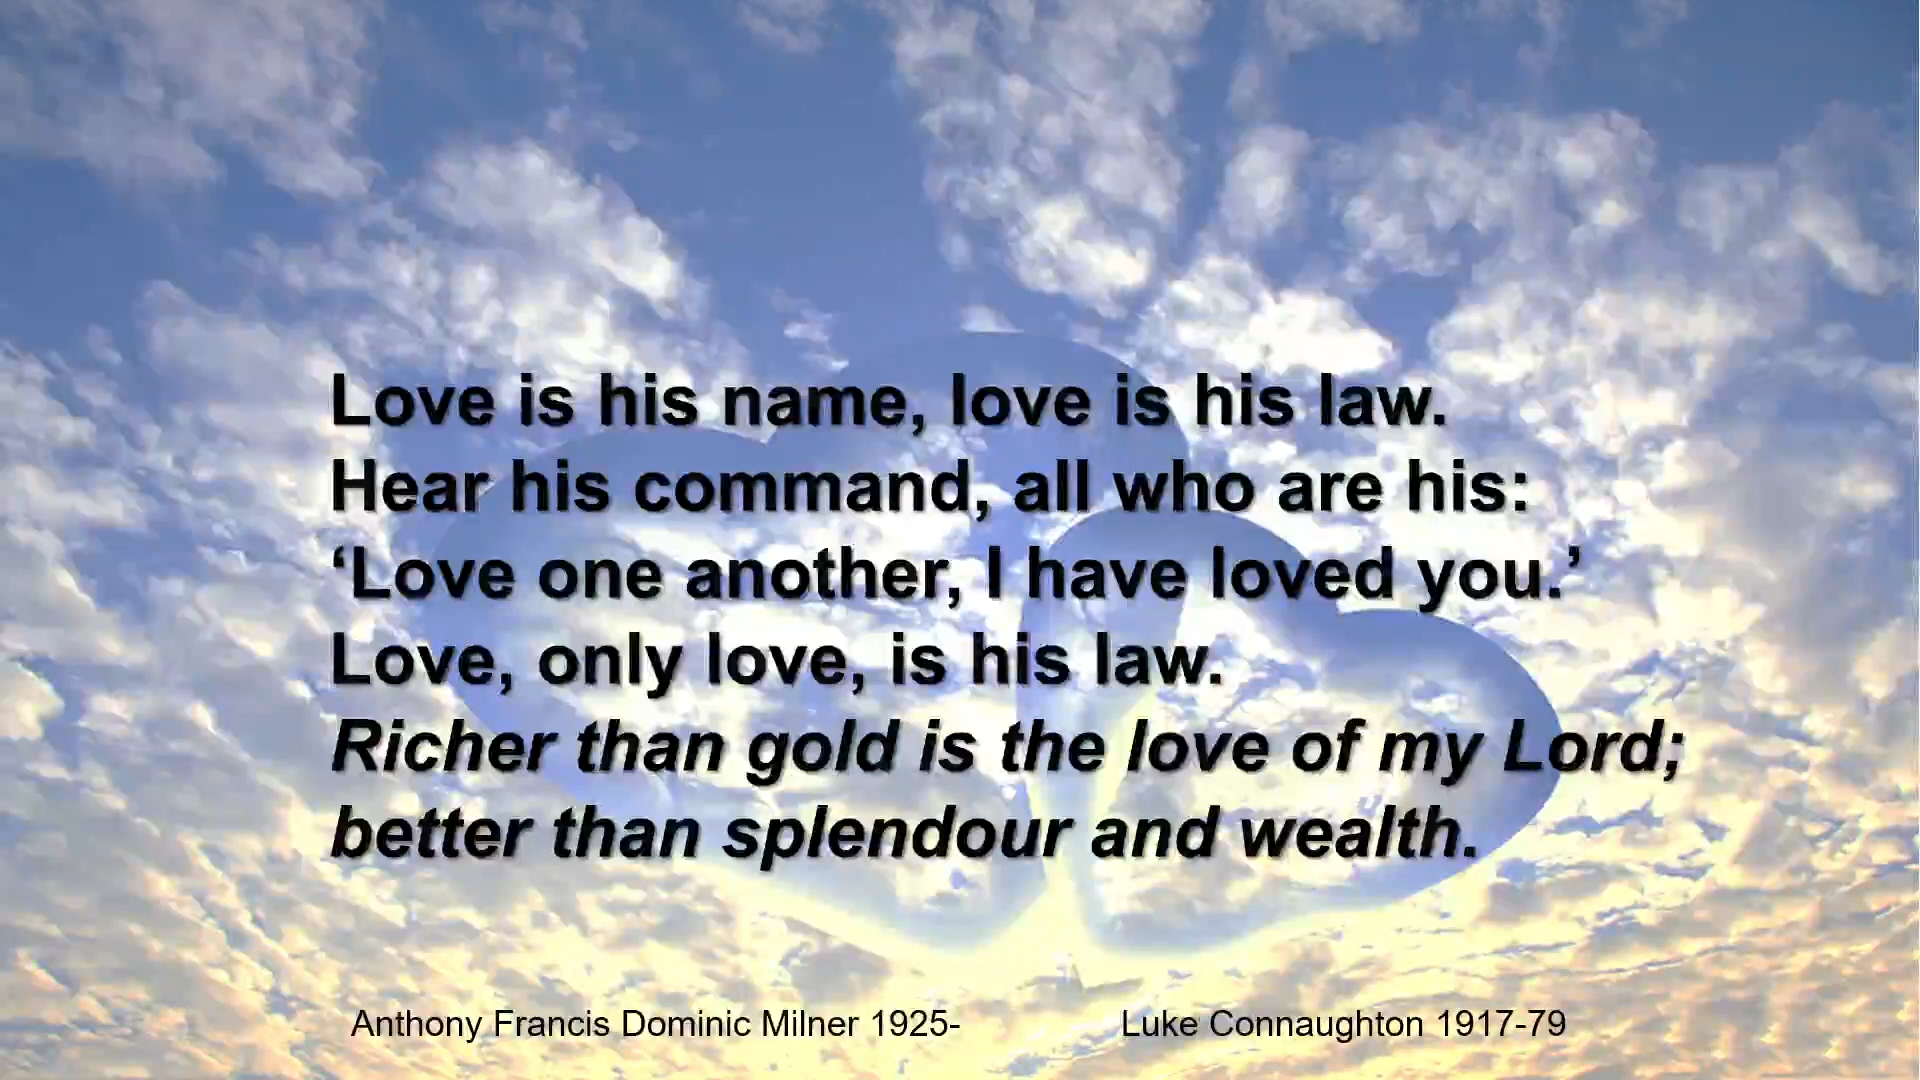 Love is his name, love is his law.
Hear his command, all who are his:
‘Love one another, I have loved you.’
Love, only love, is his law.
Richer than gold is the love of my Lord;
better than splendour and wealth.
Anthony Francis Dominic Milner 1925- Luke Connaughton 1917-79